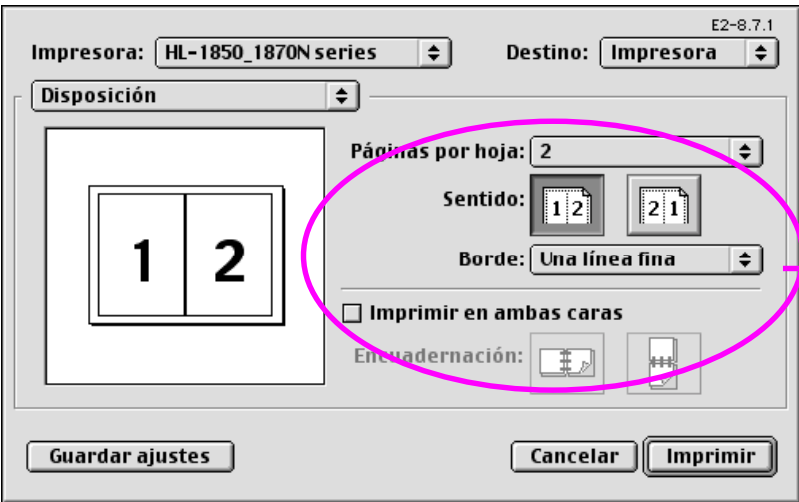 E2-8.7.1
Impresora: HL-1850_1870N series Destino: Impresora
Disposición
Páginas por hoja: 2
Sentido: 1 2 2 1
1 2
Borde: Una línea fina
Imprimir en ambas caras
Encuadernación:
Guardar ajustes Cancelar Imprimir